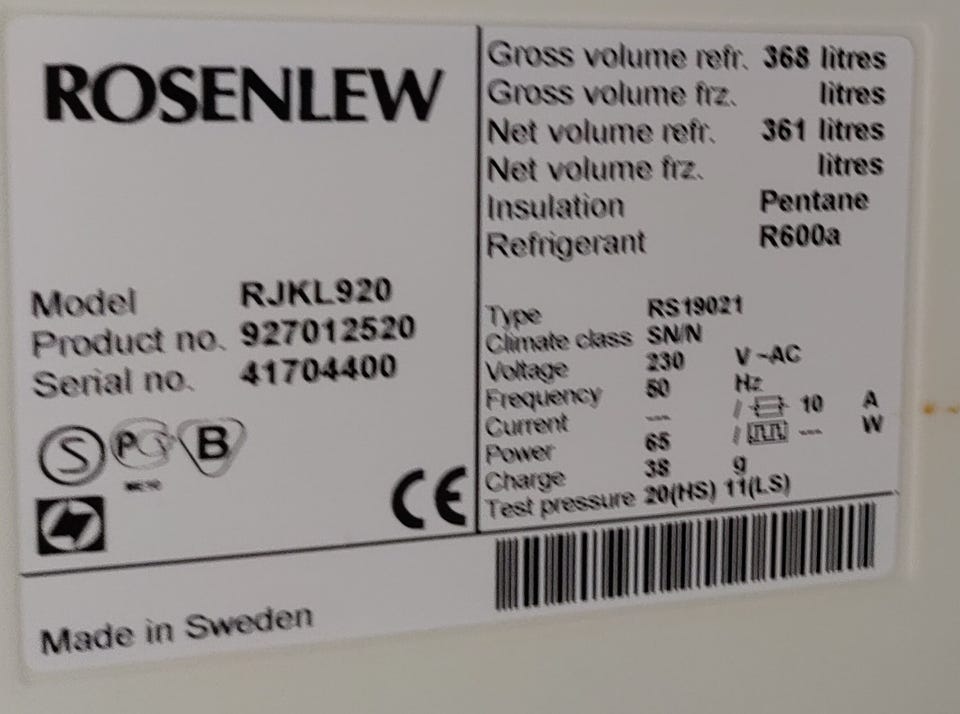 ROSENLEW
Model RJKL920
Product no. 927012520
Serial no. 41704400
S PG B
CE
Gross volume refr. 368 litres
Gross volume frz. litres
Net volume refr. 361 litres
Net volume frz. litres
Insulation Pentane
Refrigerant R600a
Type RS19021
Climate class SN/N
Voltage 230 V ~AC
Frequency 50 Hz
Current --- / 10 A
Power 65 / --- W
Charge 38 g
Test pressure 20(HS) 11(LS)
Made in Sweden